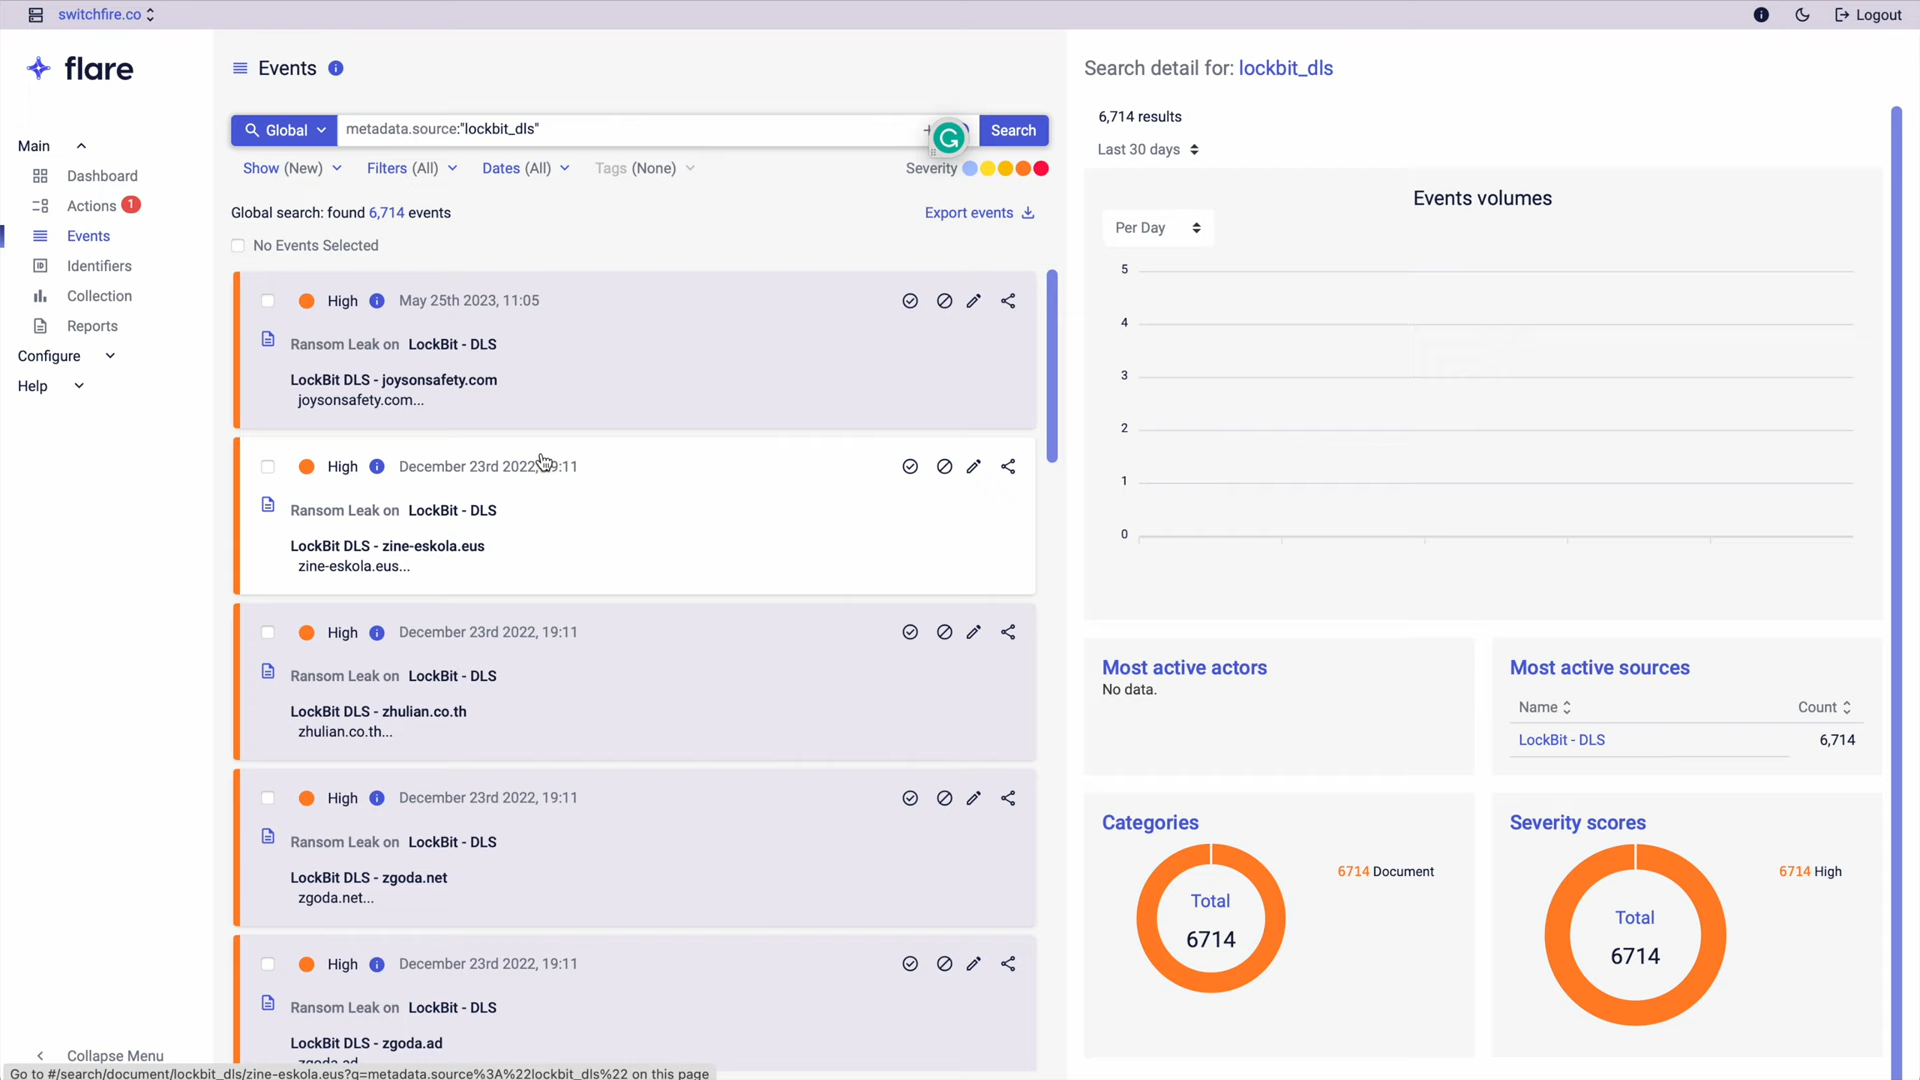 switchfire.co
Logout
flare
Main
Dashboard
Actions 1
Events
Identifiers
Collection
Reports
Configure
Help
Collapse Menu
Events
Global
metadata.source:"lockbit_dls"
Search
Show (New)
Filters (All)
Dates (All)
Tags (None)
Severity
Global search: found 6,714 events
Export events
No Events Selected
High May 25th 2023, 11:05
Ransom Leak on LockBit - DLS
LockBit DLS - joysonsafety.com
joysonsafety.com...
High December 23rd 2022, 19:11
Ransom Leak on LockBit - DLS
LockBit DLS - zine-eskola.eus
zine-eskola.eus...
High December 23rd 2022, 19:11
Ransom Leak on LockBit - DLS
LockBit DLS - zhulian.co.th
zhulian.co.th...
High December 23rd 2022, 19:11
Ransom Leak on LockBit - DLS
LockBit DLS - zgoda.net
zgoda.net...
High December 23rd 2022, 19:11
Ransom Leak on LockBit - DLS
LockBit DLS - zgoda.ad
zgoda.ad
Search detail for: lockbit_dls
6,714 results
Last 30 days
Events volumes
Per Day
5
4
3
2
1
0
Most active actors
No data.
Most active sources
Name Count
LockBit - DLS 6,714
Categories
Total
6714
6714 Document
Severity scores
Total
6714
6714 High
Go to #/search/document/lockbit_dls/zine-eskola.eus?q=metadata.source%3A%22lockbit_dls%22 on this page